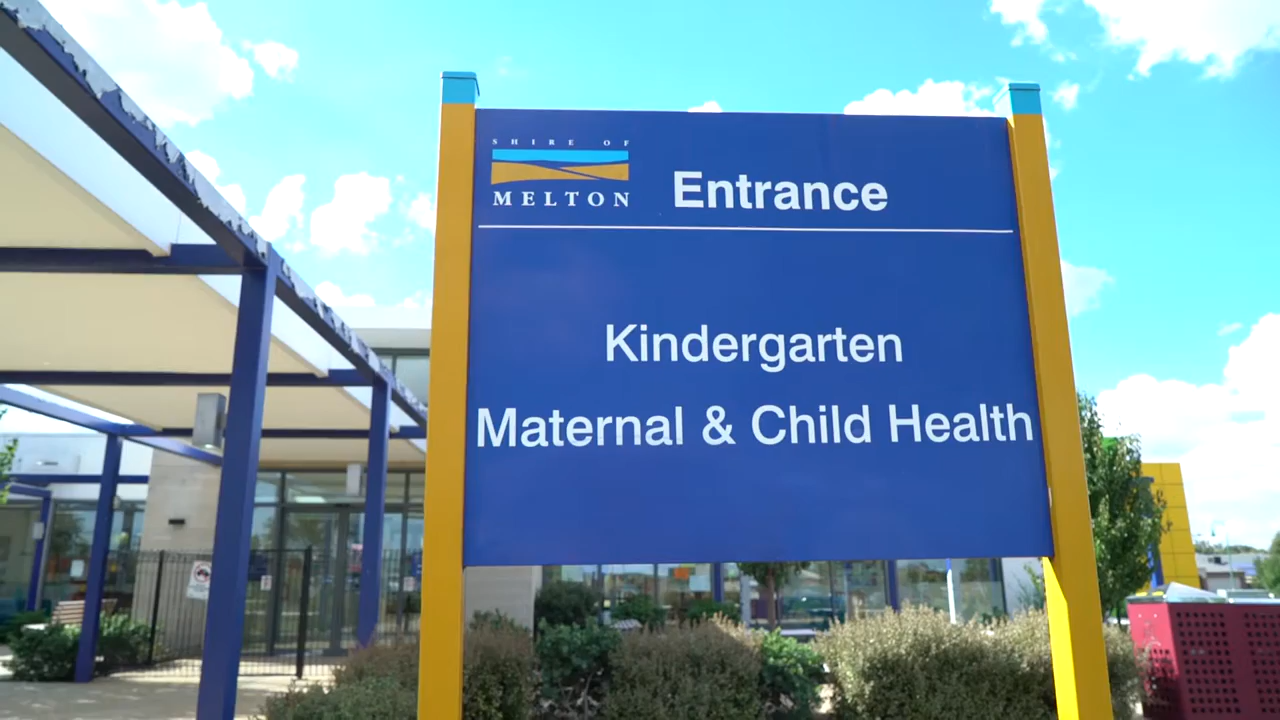 SHIRE OF
MELTON
Entrance
Kindergarten
Maternal & Child Health